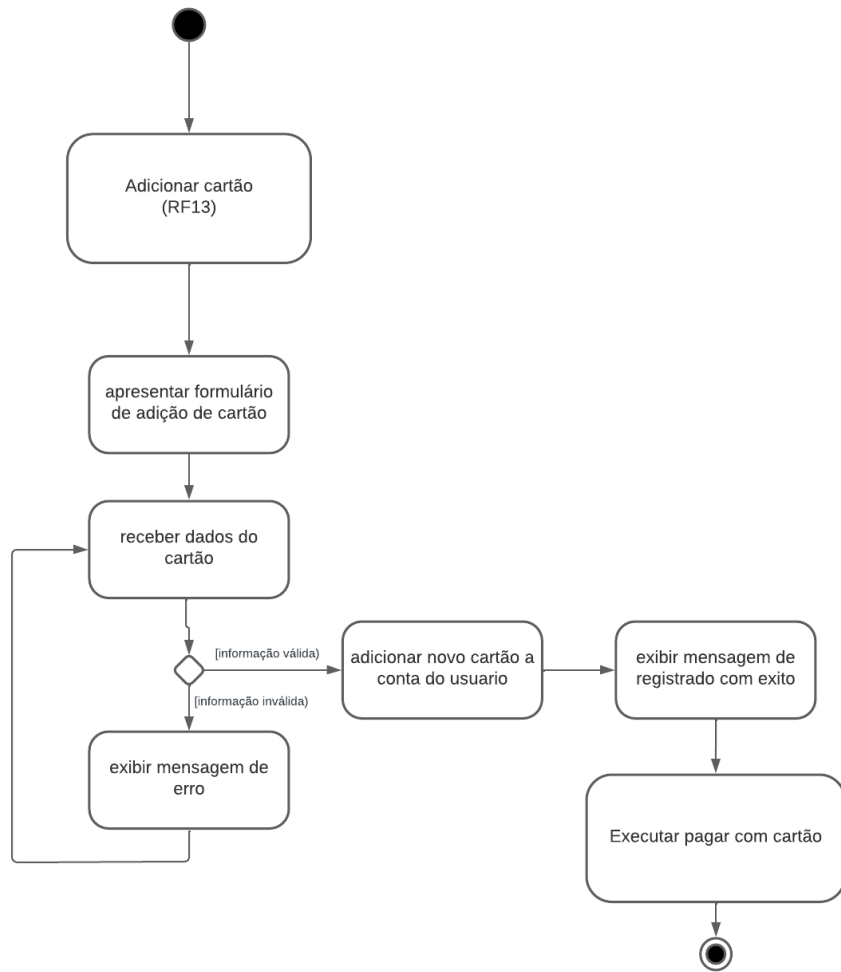 Adicionar cartão
(RF13)
apresentar formulário
de adição de cartão
receber dados do
cartão
[informação válida)
[informação inválida)
exibir mensagem de
erro
adicionar novo cartão a
conta do usuario
exibir mensagem de
registrado com exito
Executar pagar com cartão